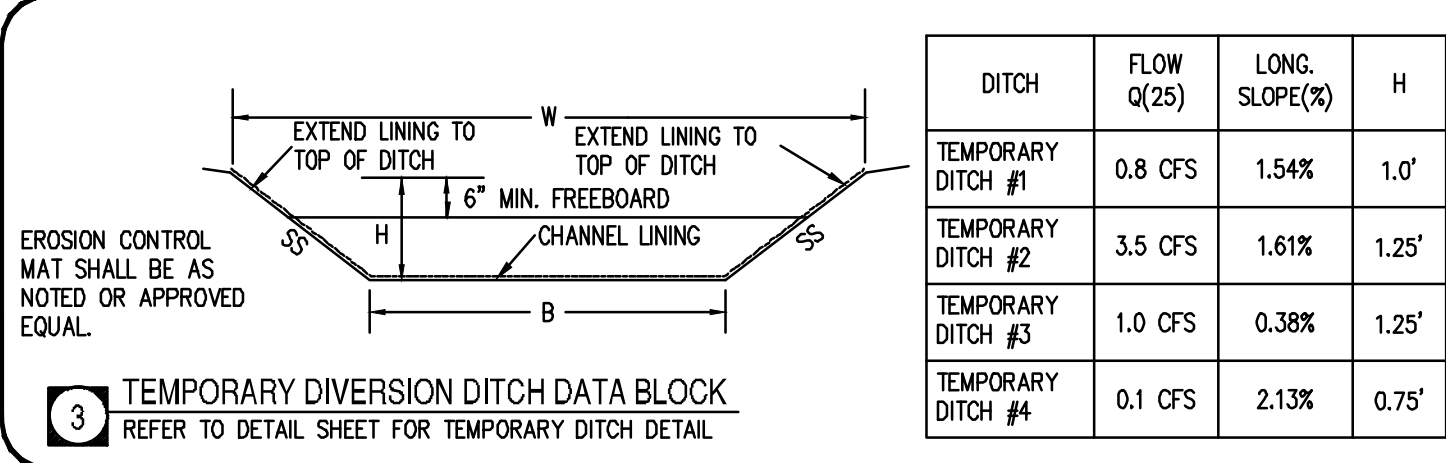 W
EXTEND LINING TO
TOP OF DITCH
EXTEND LINING TO
TOP OF DITCH
6" MIN. FREEBOARD
H
SS
SS
CHANNEL LINING
B
EROSION CONTROL
MAT SHALL BE AS
NOTED OR APPROVED
EQUAL.
3
TEMPORARY DIVERSION DITCH DATA BLOCK
REFER TO DETAIL SHEET FOR TEMPORARY DITCH DETAIL
DITCH FLOW Q(25) LONG. SLOPE(%) H
TEMPORARY DITCH #1 0.8 CFS 1.54% 1.0'
TEMPORARY DITCH #2 3.5 CFS 1.61% 1.25'
TEMPORARY DITCH #3 1.0 CFS 0.38% 1.25'
TEMPORARY DITCH #4 0.1 CFS 2.13% 0.75'